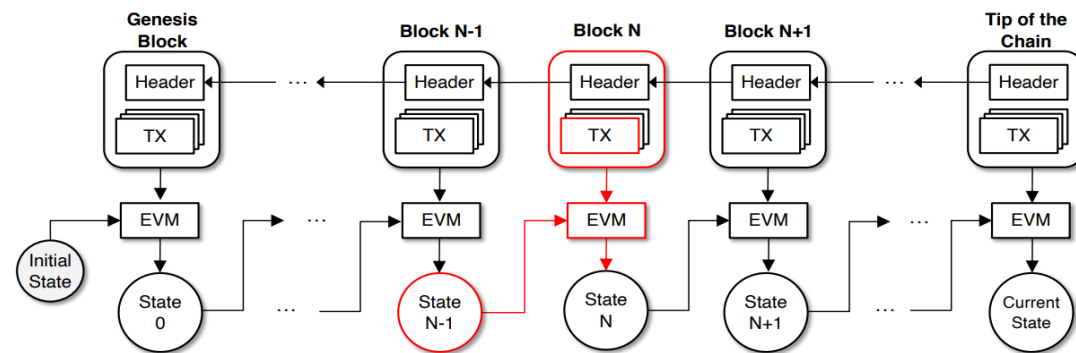 Genesis
Block
Block N-1
Block N
Block N+1
Tip of the
Chain
Header
...
Header
Header
Header
...
Header
TX
TX
TX
TX
TX
EVM
...
EVM
EVM
EVM
...
EVM
Initial
State
State
0
...
State
N-1
State
N
State
N+1
...
Current
State